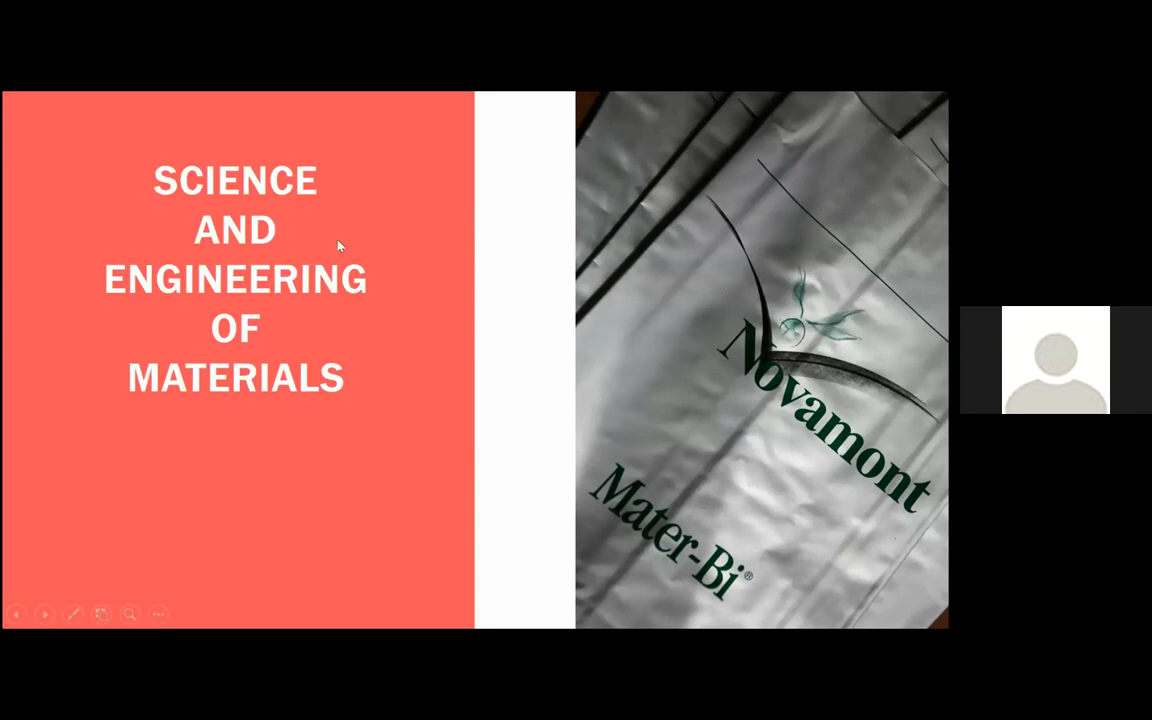 SCIENCE
AND
ENGINEERING
OF
MATERIALS
Novamont
Mater-Bi®